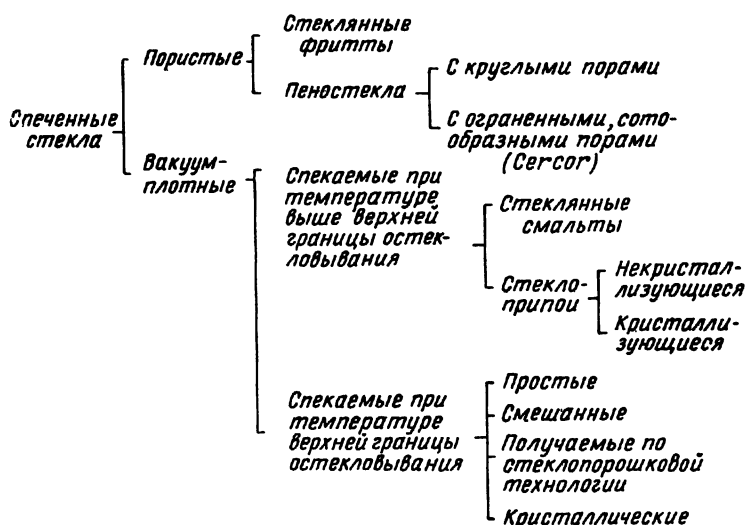 Спеченные
стекла
Пористые
Стеклянные
фритты
Пеностекла
С круглыми порами
С ограненными, сото-
образными порами
(Cercor)
Вакуум-
плотные
Спекаемые при
температуре
выше верхней
границы остек-
ловывания
Стеклянные
смальты
Стекло-
припои
Некристал-
лизующиеся
Кристалли-
зующиеся
Спекаемые при
температуре
верхней границы
остекловывания
Простые
Смешанные
Получаемые по
стеклопорошковой
технологии
Кристаллические